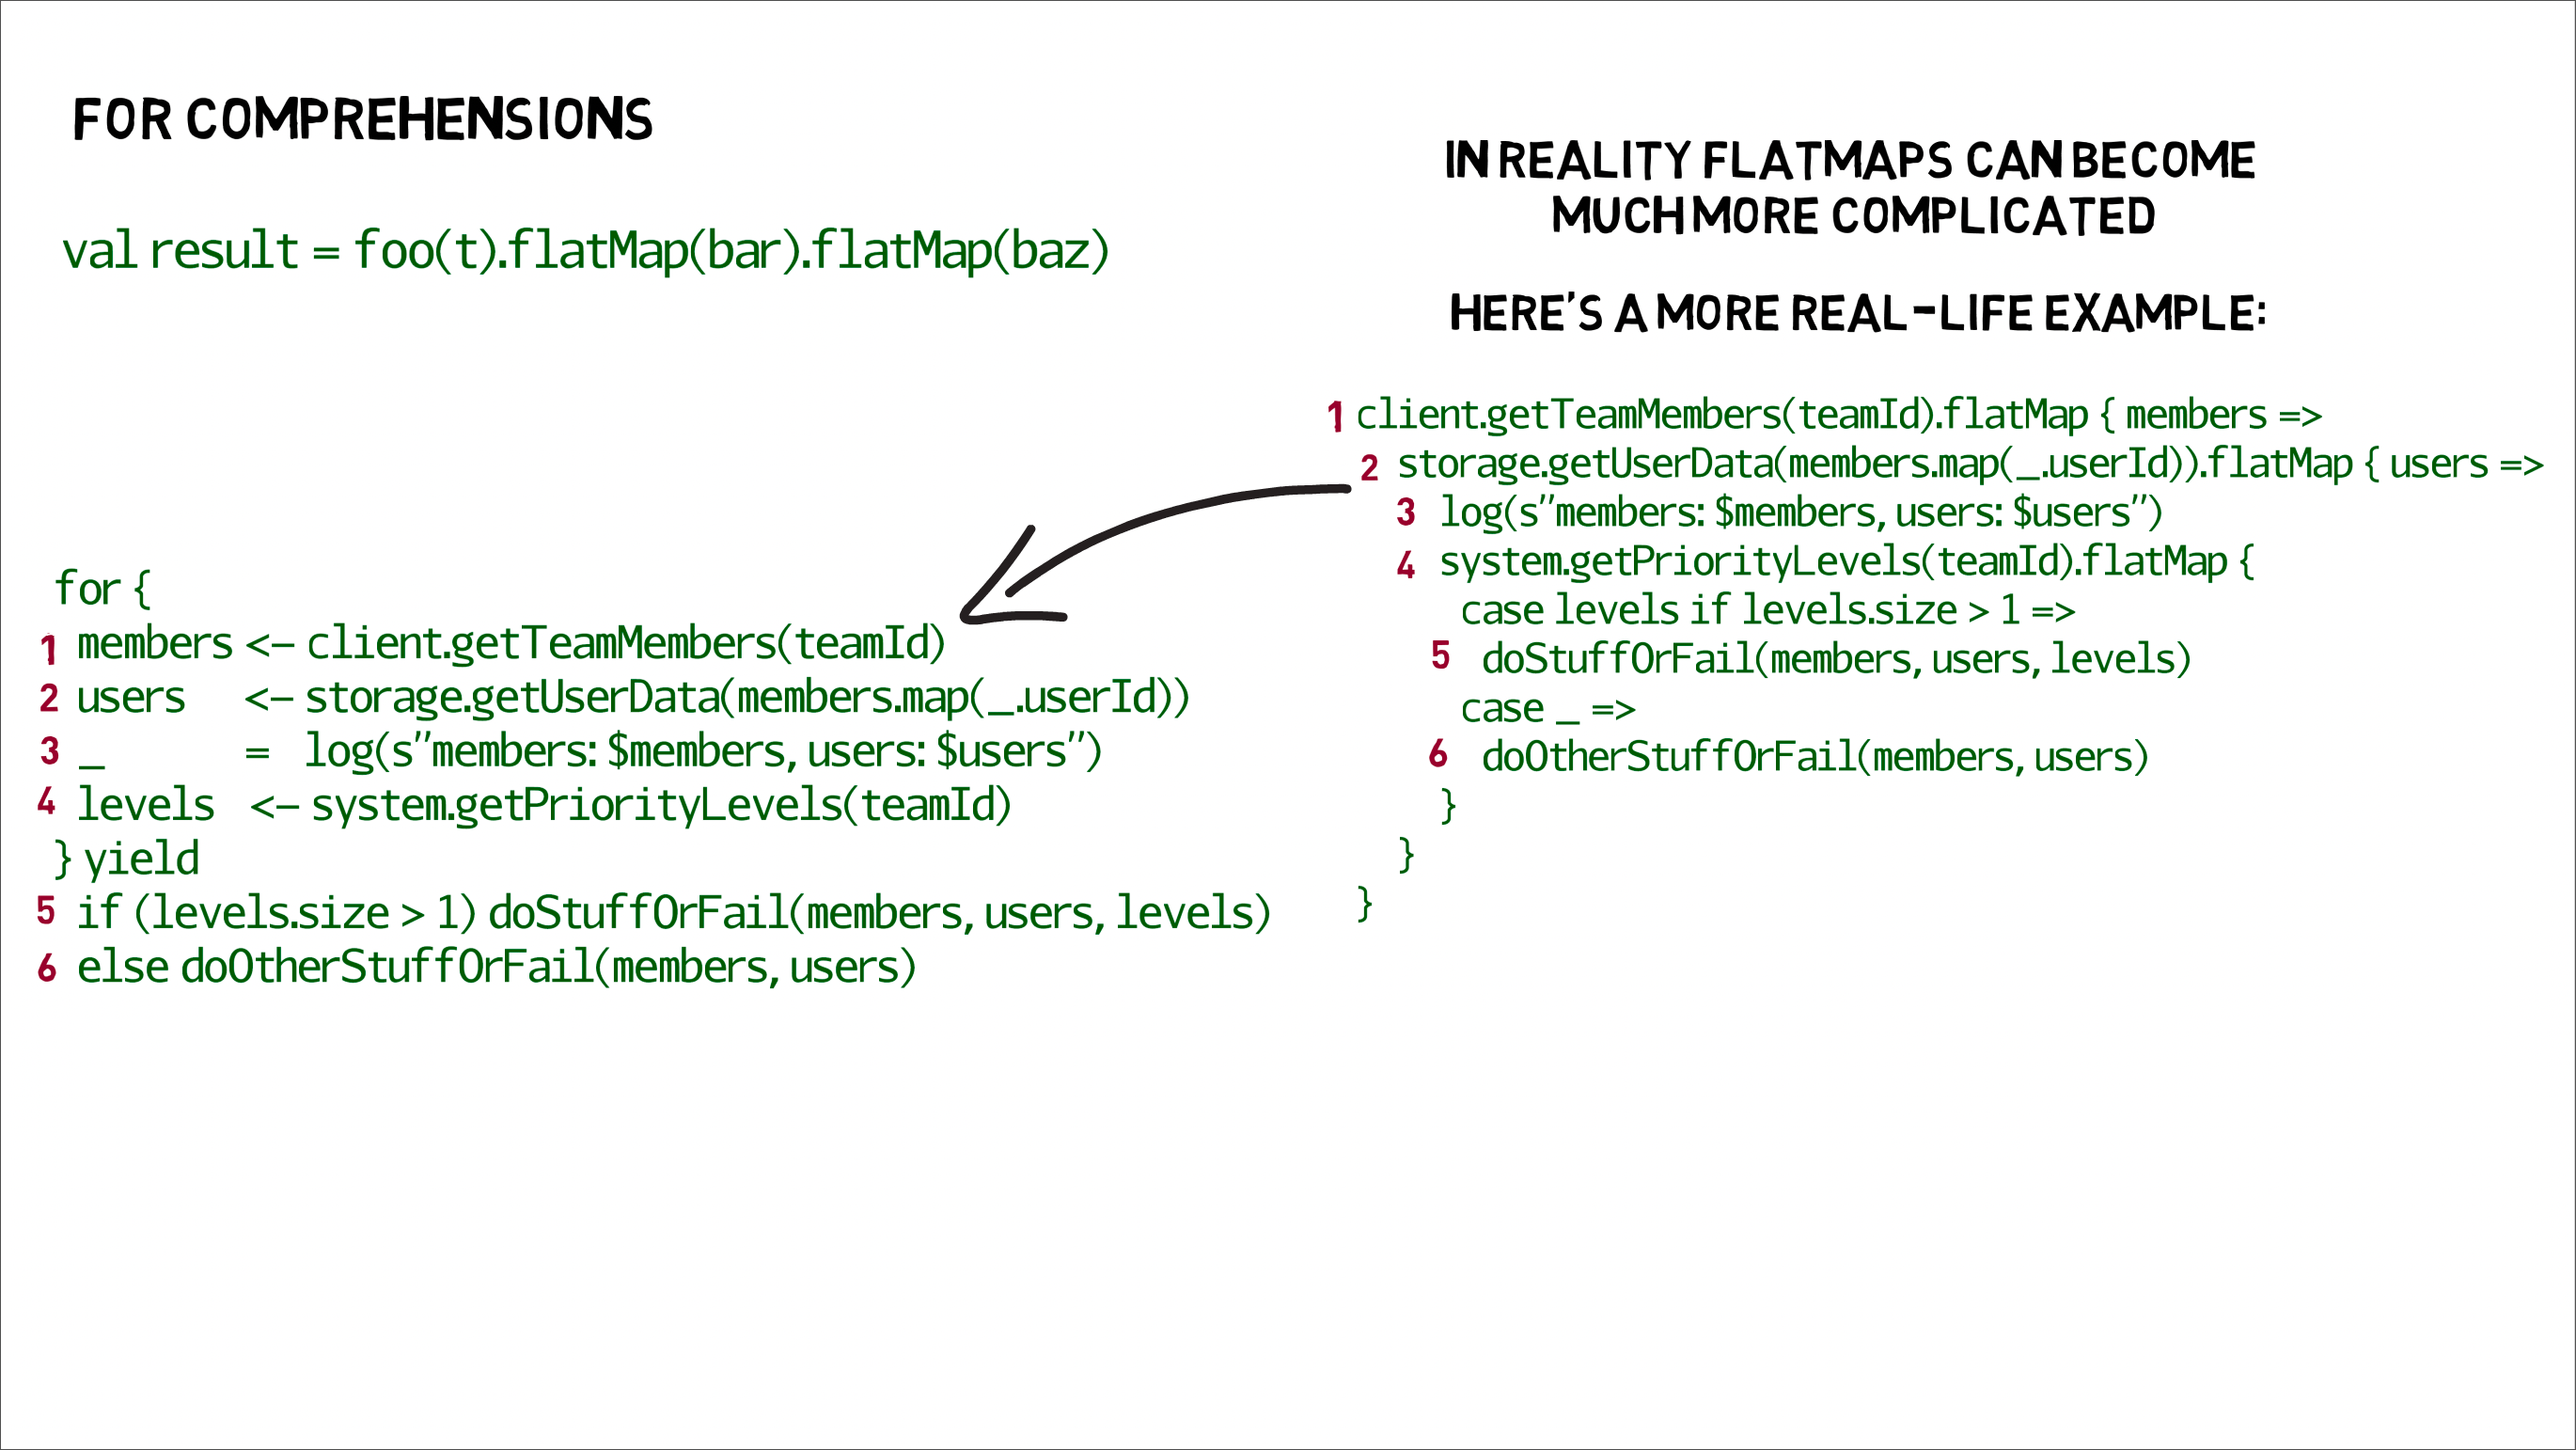 FOR COMPREHENSIONS
val result = foo(t).flatMap(bar).flatMap(baz)
for {
1 members <- client.getTeamMembers(teamId)
2 users <- storage.getUserData(members.map(_.userId))
3 _ = log(s"members: $members, users: $users")
4 levels <- system.getPriorityLevels(teamId)
} yield
5 if (levels.size > 1) doStuffOrFail(members, users, levels)
6 else doOtherStuffOrFail(members, users)
IN REALITY FLATMAPS CAN BECOME
MUCH MORE COMPLICATED
HERE'S A MORE REAL-LIFE EXAMPLE:
1 client.getTeamMembers(teamId).flatMap { members =>
2 storage.getUserData(members.map(_.userId)).flatMap { users =>
3 log(s"members: $members, users: $users")
4 system.getPriorityLevels(teamId).flatMap {
case levels if levels.size > 1 =>
5 doStuffOrFail(members, users, levels)
case _ =>
6 doOtherStuffOrFail(members, users)
}
}
}